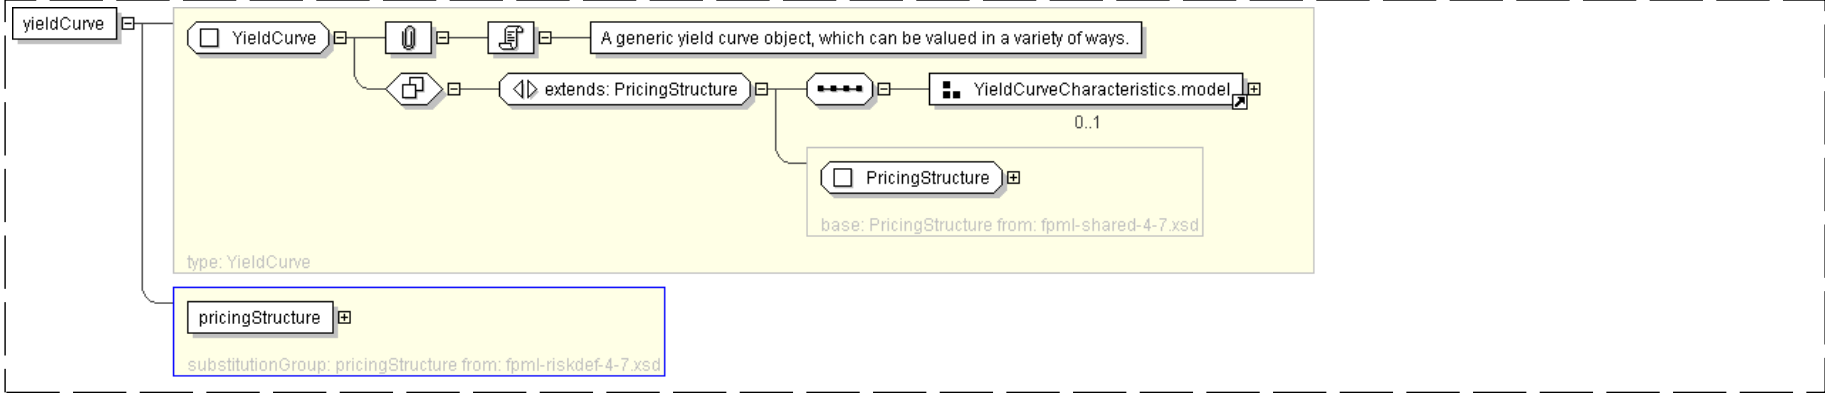 yieldCurve
YieldCurve
A generic yield curve object, which can be valued in a variety of ways.
extends: PricingStructure
YieldCurveCharacteristics.model
0..1
PricingStructure
base: PricingStructure from: fpml-shared-4-7.xsd
type: YieldCurve
pricingStructure
substitutionGroup: pricingStructure from: fpml-riskdef-4-7.xsd